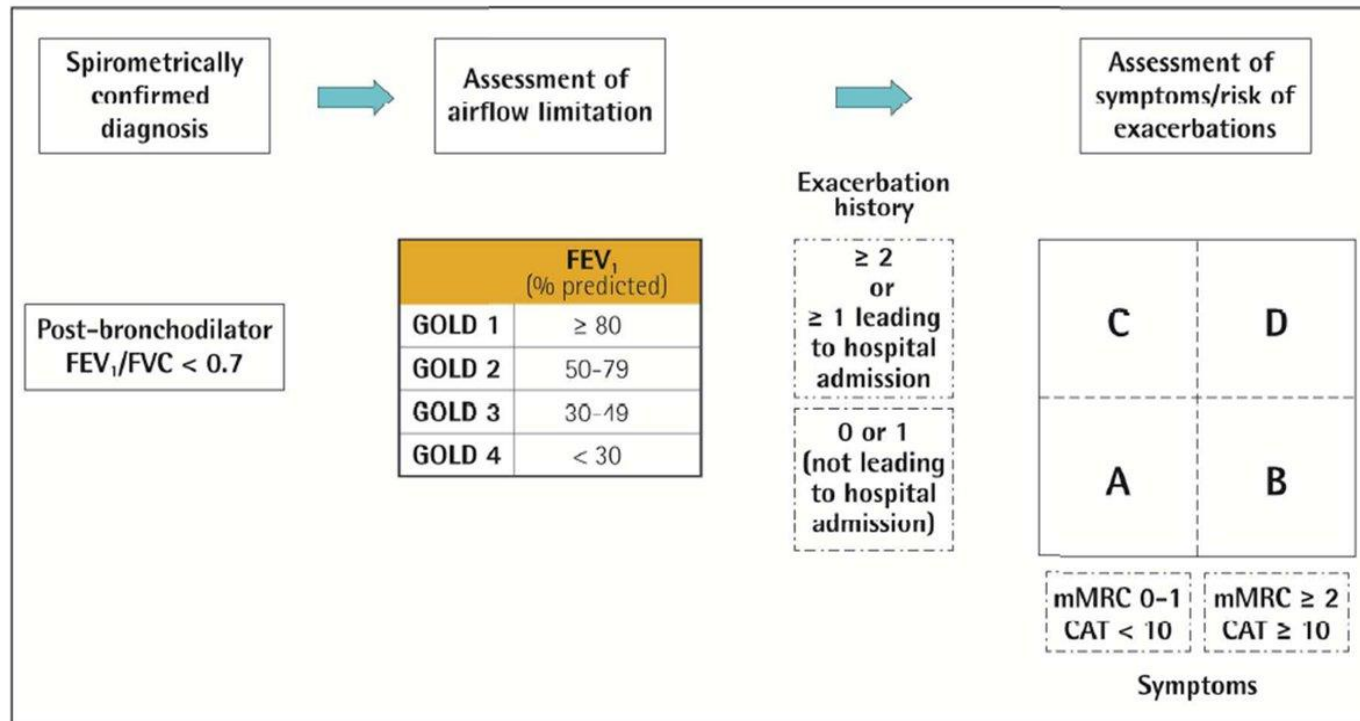 Spirometrically
confirmed
diagnosis
Assessment of
airflow limitation
Assessment of
symptoms/risk of
exacerbations
Post-bronchodilator
FEV₁/FVC < 0.7
FEV₁
(% predicted)
GOLD 1 ≥ 80
GOLD 2 50-79
GOLD 3 30-49
GOLD 4 < 30
Exacerbation
history
≥ 2
or
≥ 1 leading
to hospital
admission
0 or 1
(not leading
to hospital
admission)
C D
A B
mMRC 0-1
CAT < 10
mMRC ≥ 2
CAT ≥ 10
Symptoms